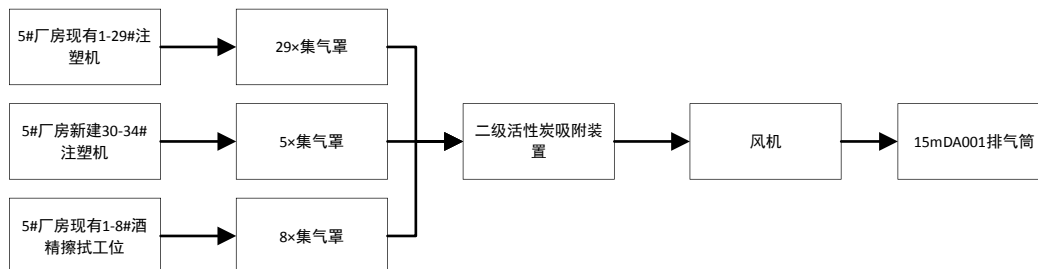 5#厂房现有1-29#注
塑机
29×集气罩
5#厂房新建30-34#
注塑机
5×集气罩
二级活性炭吸附装
置
风机
15mDA001排气筒
5#厂房现有1-8#酒
精擦拭工位
8×集气罩